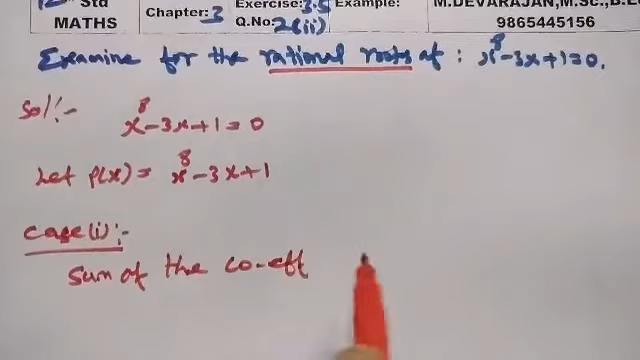 12th Std
MATHS
Chapter: 3
Exercise: 3.5
Q.No: 2(ii)
Example:
M.DEVARAJAN,M.Sc.,B.E
9865445156
Examine for the rational roots of : x⁸-3x+1=0.
Sol:-
x⁸-3x+1=0
Let P(x) = x⁸-3x+1
Case(i):-
Sum of the co-eff